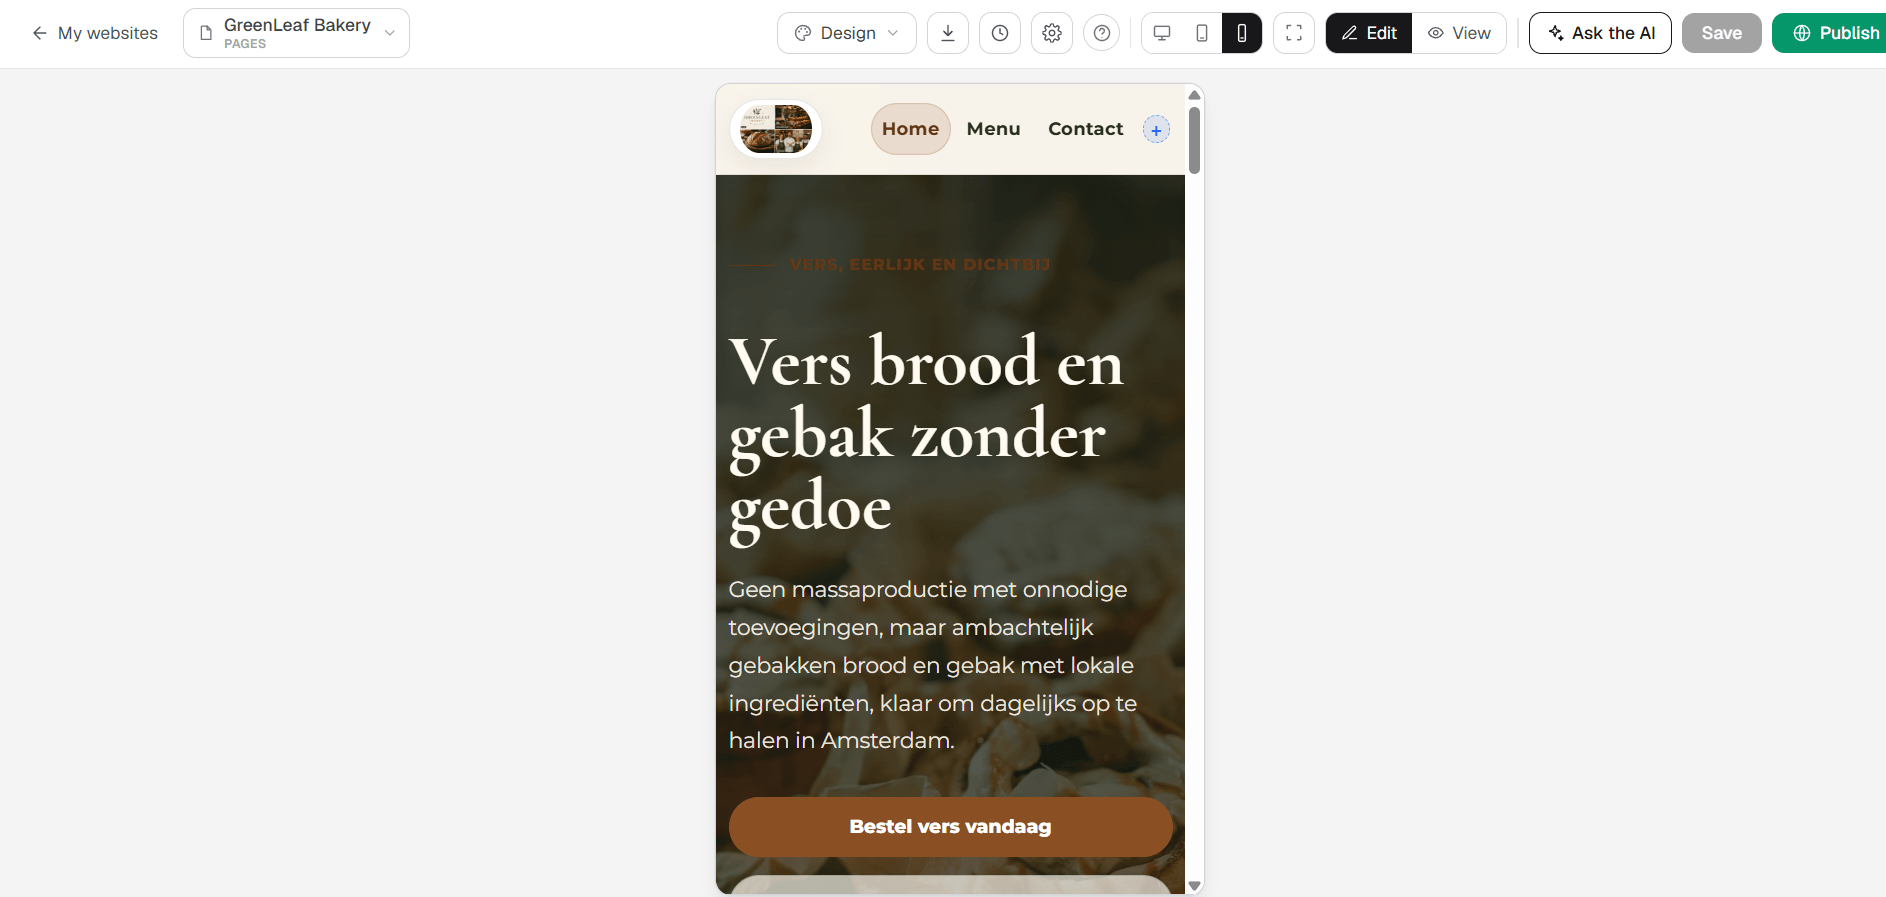 My websites
GreenLeaf Bakery
PAGES
Design
Edit
View
Ask the AI
Save
Publish
Home
Menu
Contact
+
VERS, EERLIJK EN DICHTBIJ
Vers brood en
gebak zonder
gedoe
Geen massaproductie met onnodige
toevoegingen, maar ambachtelijk
gebakken brood en gebak met lokale
ingrediënten, klaar om dagelijks op te
halen in Amsterdam.
Bestel vers vandaag